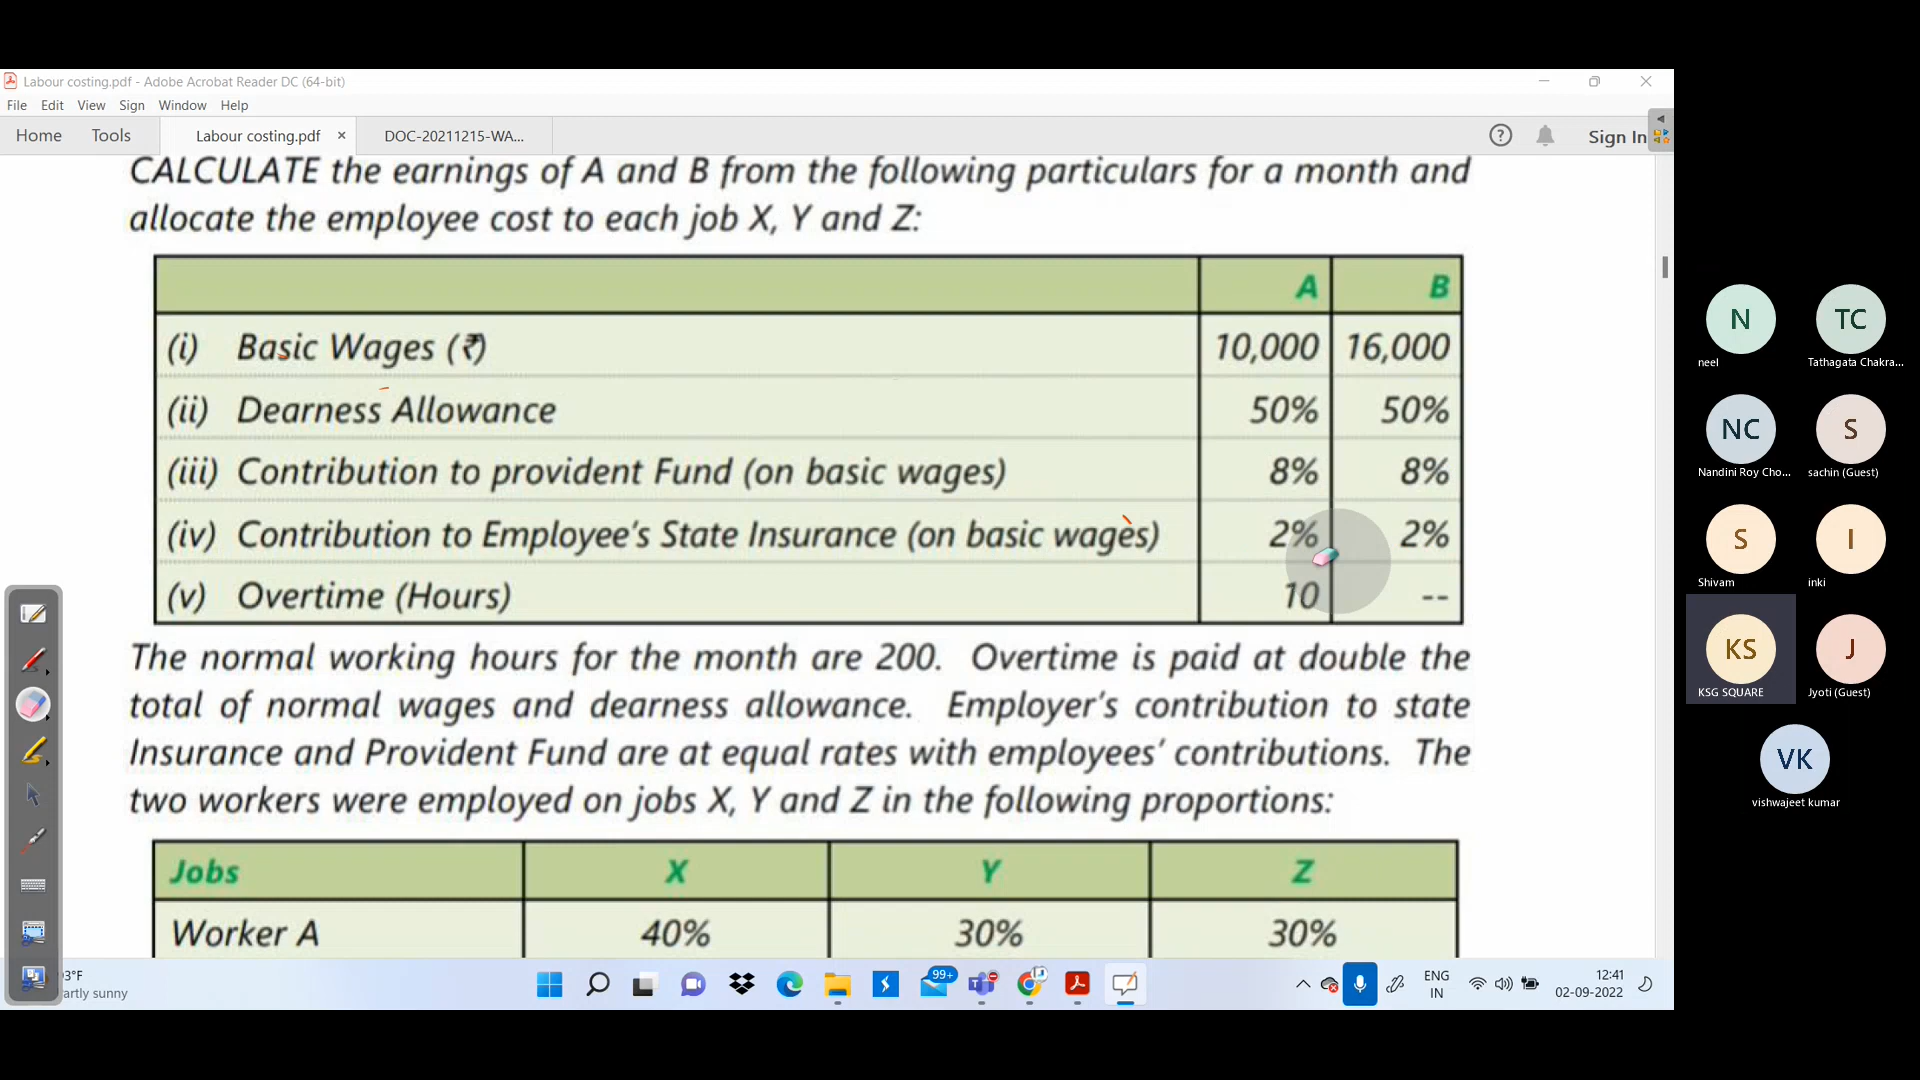 Labour costing.pdf - Adobe Acrobat Reader DC (64-bit)
File Edit View Sign Window Help
Home Tools Labour costing.pdf × DOC-20211215-WA... Sign In
CALCULATE the earnings of A and B from the following particulars for a month and
allocate the employee cost to each job X, Y and Z:
A B
(i) Basic Wages (₹) 10,000 16,000
(ii) Dearness Allowance 50% 50%
(iii) Contribution to provident Fund (on basic wages) 8% 8%
(iv) Contribution to Employee's State Insurance (on basic wages) 2% 2%
(v) Overtime (Hours) 10 --
The normal working hours for the month are 200. Overtime is paid at double the
total of normal wages and dearness allowance. Employer's contribution to state
Insurance and Provident Fund are at equal rates with employees' contributions. The
two workers were employed on jobs X, Y and Z in the following proportions:
Jobs X Y Z
Worker A 40% 30% 30%
N TC
neel Tathagata Chakra...
NC S
Nandini Roy Cho... sachin (Guest)
S I
Shivam inki
KS J
KSG SQUARE Jyoti (Guest)
VK
vishwajeet kumar
3°F
artly sunny
99+
ENG
IN
12:41
02-09-2022